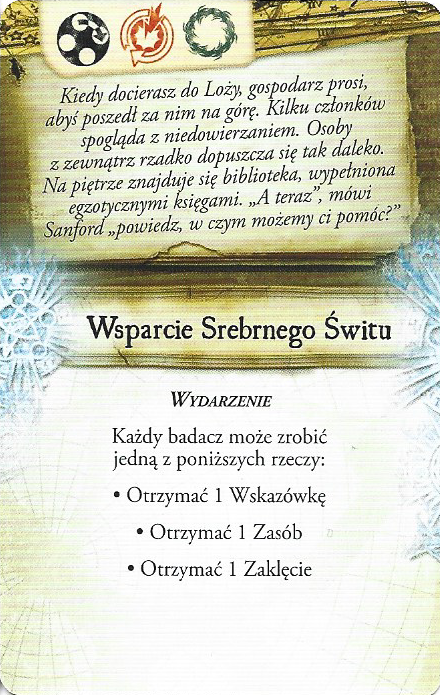 Kiedy docierasz do Loży, gospodarz prosi,
abyś poszedł za nim na górę. Kilku członków
spogląda z niedowierzaniem. Osoby
z zewnątrz rzadko dopuszcza się tak daleko.
Na piętrze znajduje się biblioteka, wypełniona
egzotycznymi księgami. „A teraz”, mówi
Sanford „powiedz, w czym możemy ci pomóc?”
Wsparcie Srebrnego Świtu
WYDARZENIE
Każdy badacz może zrobić
jedną z poniższych rzeczy:
• Otrzymać 1 Wskazówkę
• Otrzymać 1 Zasób
• Otrzymać 1 Zaklęcie